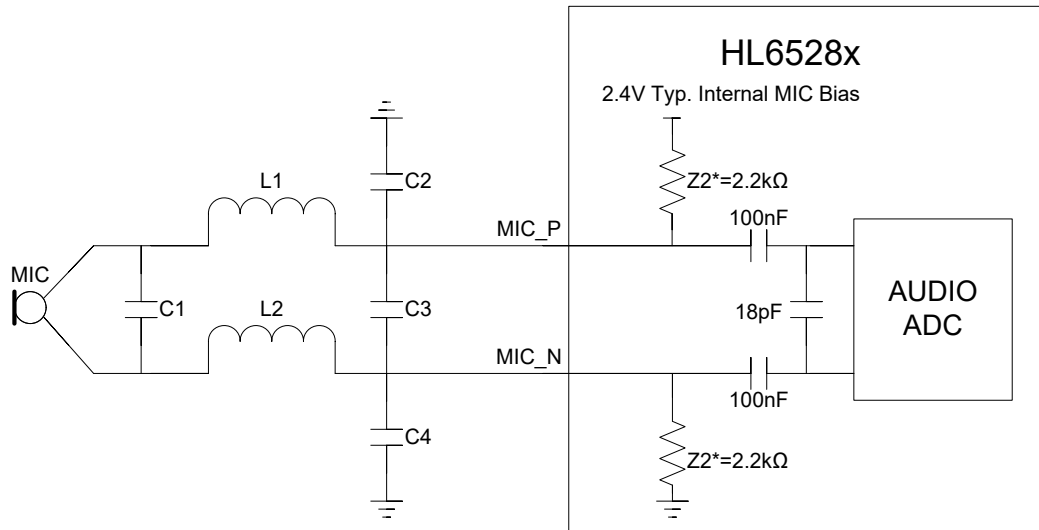 HL6528x
2.4V Typ. Internal MIC Bias
C2
L1
Z2*=2.2kΩ
100nF
MIC_P
MIC
C1
C3
18pF
AUDIO
ADC
L2
MIC_N
100nF
C4
Z2*=2.2kΩ